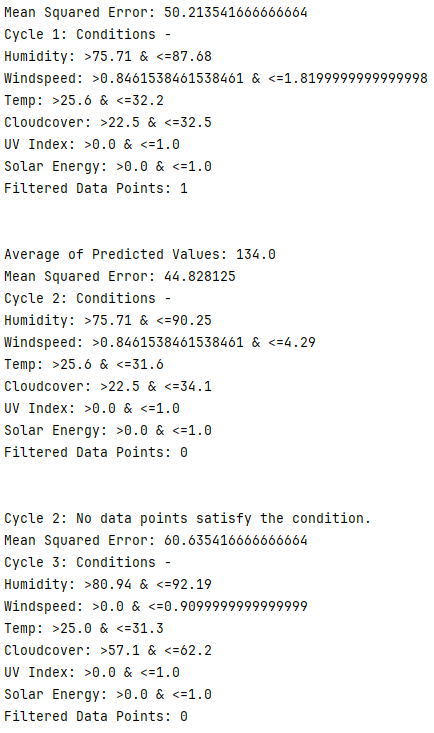 Mean Squared Error: 50.213541666666664
Cycle 1: Conditions -
Humidity: >75.71 & <=87.68
Windspeed: >0.8461538461538461 & <=1.8199999999999998
Temp: >25.6 & <=32.2
Cloudcover: >22.5 & <=32.5
UV Index: >0.0 & <=1.0
Solar Energy: >0.0 & <=1.0
Filtered Data Points: 1
Average of Predicted Values: 134.0
Mean Squared Error: 44.828125
Cycle 2: Conditions -
Humidity: >75.71 & <=90.25
Windspeed: >0.8461538461538461 & <=4.29
Temp: >25.6 & <=31.6
Cloudcover: >22.5 & <=34.1
UV Index: >0.0 & <=1.0
Solar Energy: >0.0 & <=1.0
Filtered Data Points: 0
Cycle 2: No data points satisfy the condition.
Mean Squared Error: 60.635416666666664
Cycle 3: Conditions -
Humidity: >80.94 & <=92.19
Windspeed: >0.0 & <=0.9099999999999999
Temp: >25.0 & <=31.3
Cloudcover: >57.1 & <=62.2
UV Index: >0.0 & <=1.0
Solar Energy: >0.0 & <=1.0
Filtered Data Points: 0